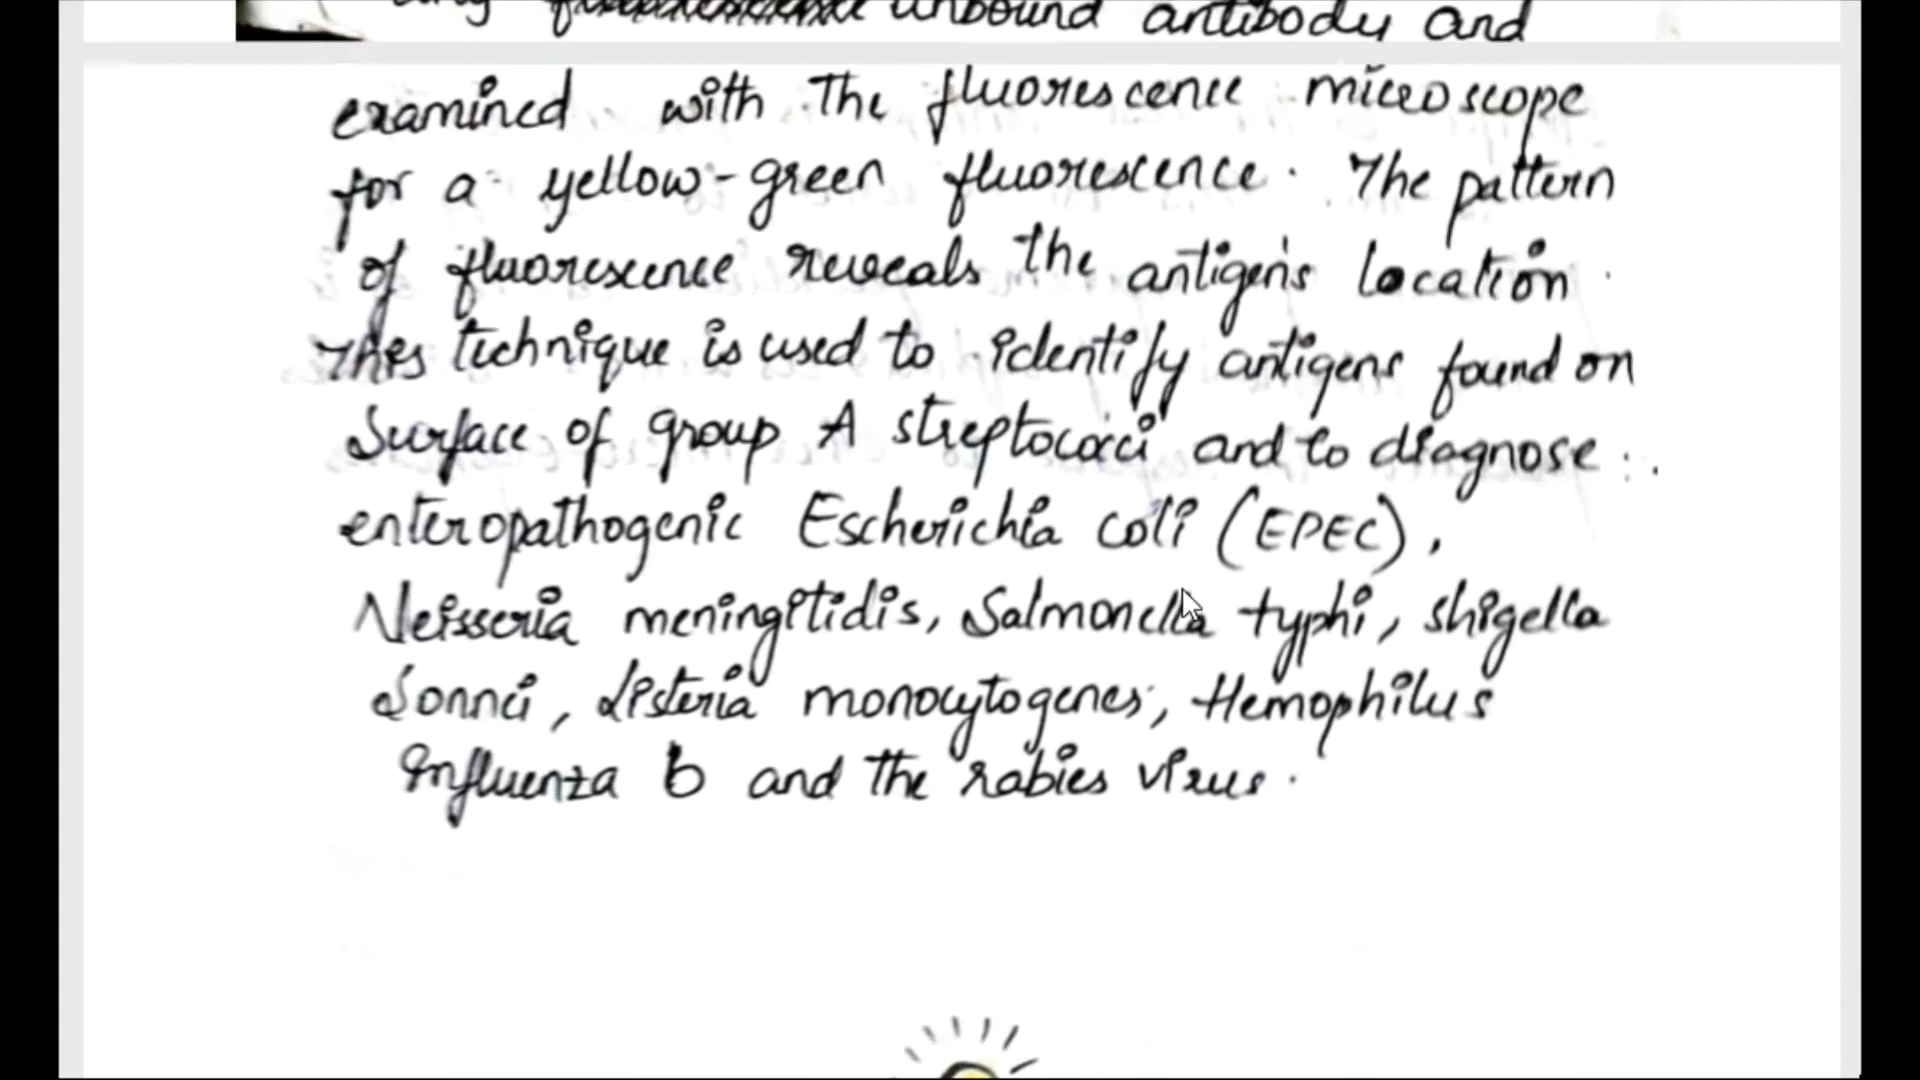 unbound antibody and
examined with the fluorescence microscope
for a yellow-green fluorescence. The pattern
of fluorescence reveals the antigen's location.
This technique is used to identify antigens found on
Surface of group A streptococci and to diagnose
enteropathogenic Escherichia coli (EPEC),
Neisseria meningitidis, Salmonella typhi, shigella
Sonnei, Listeria monocytogenes, Hemophilus
Influenza b and the rabies virus.